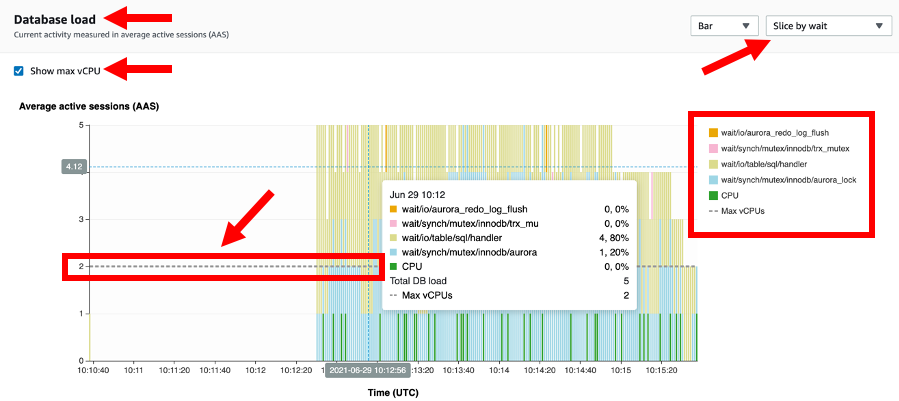 Database load
Current activity measured in average active sessions (AAS)
Bar
Slice by wait
Show max vCPU
Average active sessions (AAS)
5
4.12
3
2
1
0
wait/io/aurora_redo_log_flush
wait/synch/mutex/innodb/trx_mutex
wait/io/table/sql/handler
wait/synch/mutex/innodb/aurora_lock
CPU
Max vCPUs
Jun 29 10:12
wait/io/aurora_redo_log_flush 0, 0%
wait/synch/mutex/innodb/trx_mu 0, 0%
wait/io/table/sql/handler 4, 80%
wait/synch/mutex/innodb/aurora 1, 20%
CPU 0, 0%
Total DB load 5
Max vCPUs 2
10:10:40 10:11 10:11:20 10:11:40 10:12 10:12:20 2021-06-29 10:12:56 10:13:20 10:13:40 10:14 10:14:20 10:14:40 10:15 10:15:20
Time (UTC)